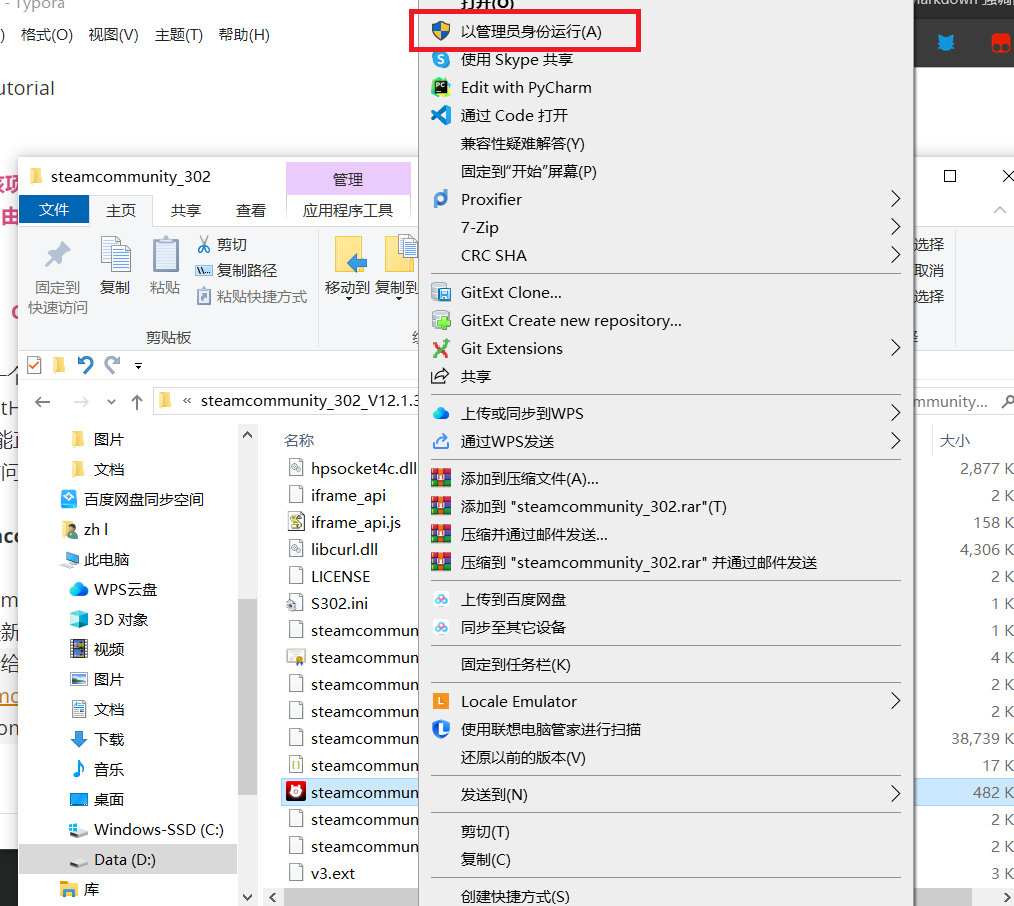 - Typora
Markdown 强调
格式(O) 视图(V) 主题(T) 帮助(H)
utorial
打开(O)
以管理员身份运行(A)
使用 Skype 共享
Edit with PyCharm
通过 Code 打开
兼容性疑难解答(Y)
固定到"开始"屏幕(P)
Proxifier
7-Zip
CRC SHA
GitExt Clone...
GitExt Create new repository...
Git Extensions
共享
上传或同步到WPS
通过WPS发送
添加到压缩文件(A)...
添加到 "steamcommunity_302.rar"(T)
压缩并通过邮件发送...
压缩到 "steamcommunity_302.rar" 并通过邮件发送
上传到百度网盘
同步至其它设备
固定到任务栏(K)
Locale Emulator
使用联想电脑管家进行扫描
还原以前的版本(V)
发送到(N)
剪切(T)
复制(C)
创建快捷方式(S)
steamcommunity_302
管理
文件 主页 共享 查看 应用程序工具
固定到
快速访问
复制
粘贴
剪切
复制路径
粘贴快捷方式
移动到 复制到
剪贴板
选择
取消
选择
« steamcommunity_302_V12.1.3
mmunity...
名称
大小
图片
文档
百度网盘同步空间
zh l
此电脑
WPS云盘
3D 对象
视频
图片
文档
下载
音乐
桌面
Windows-SSD (C:)
Data (D:)
库
hpsocket4c.dll 2,877 K
iframe_api 2 K
iframe_api.js 158 K
libcurl.dll 4,306 K
LICENSE 2 K
S302.ini 1 K
steamcommun 1 K
steamcommun 4 K
steamcommun 2 K
steamcommun 2 K
steamcommun 38,739 K
steamcommun 17 K
steamcommun 482 K
steamcommun 2 K
steamcommun 2 K
v3.ext 3 K